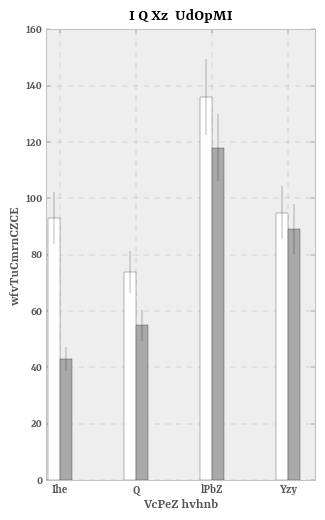 I Q Xz UdOpMI
160
140
120
100
80
60
40
20
0
wfvTuCmrnCZCE
Ihe Q lPbZ Yzy
VcPeZ hvhnb